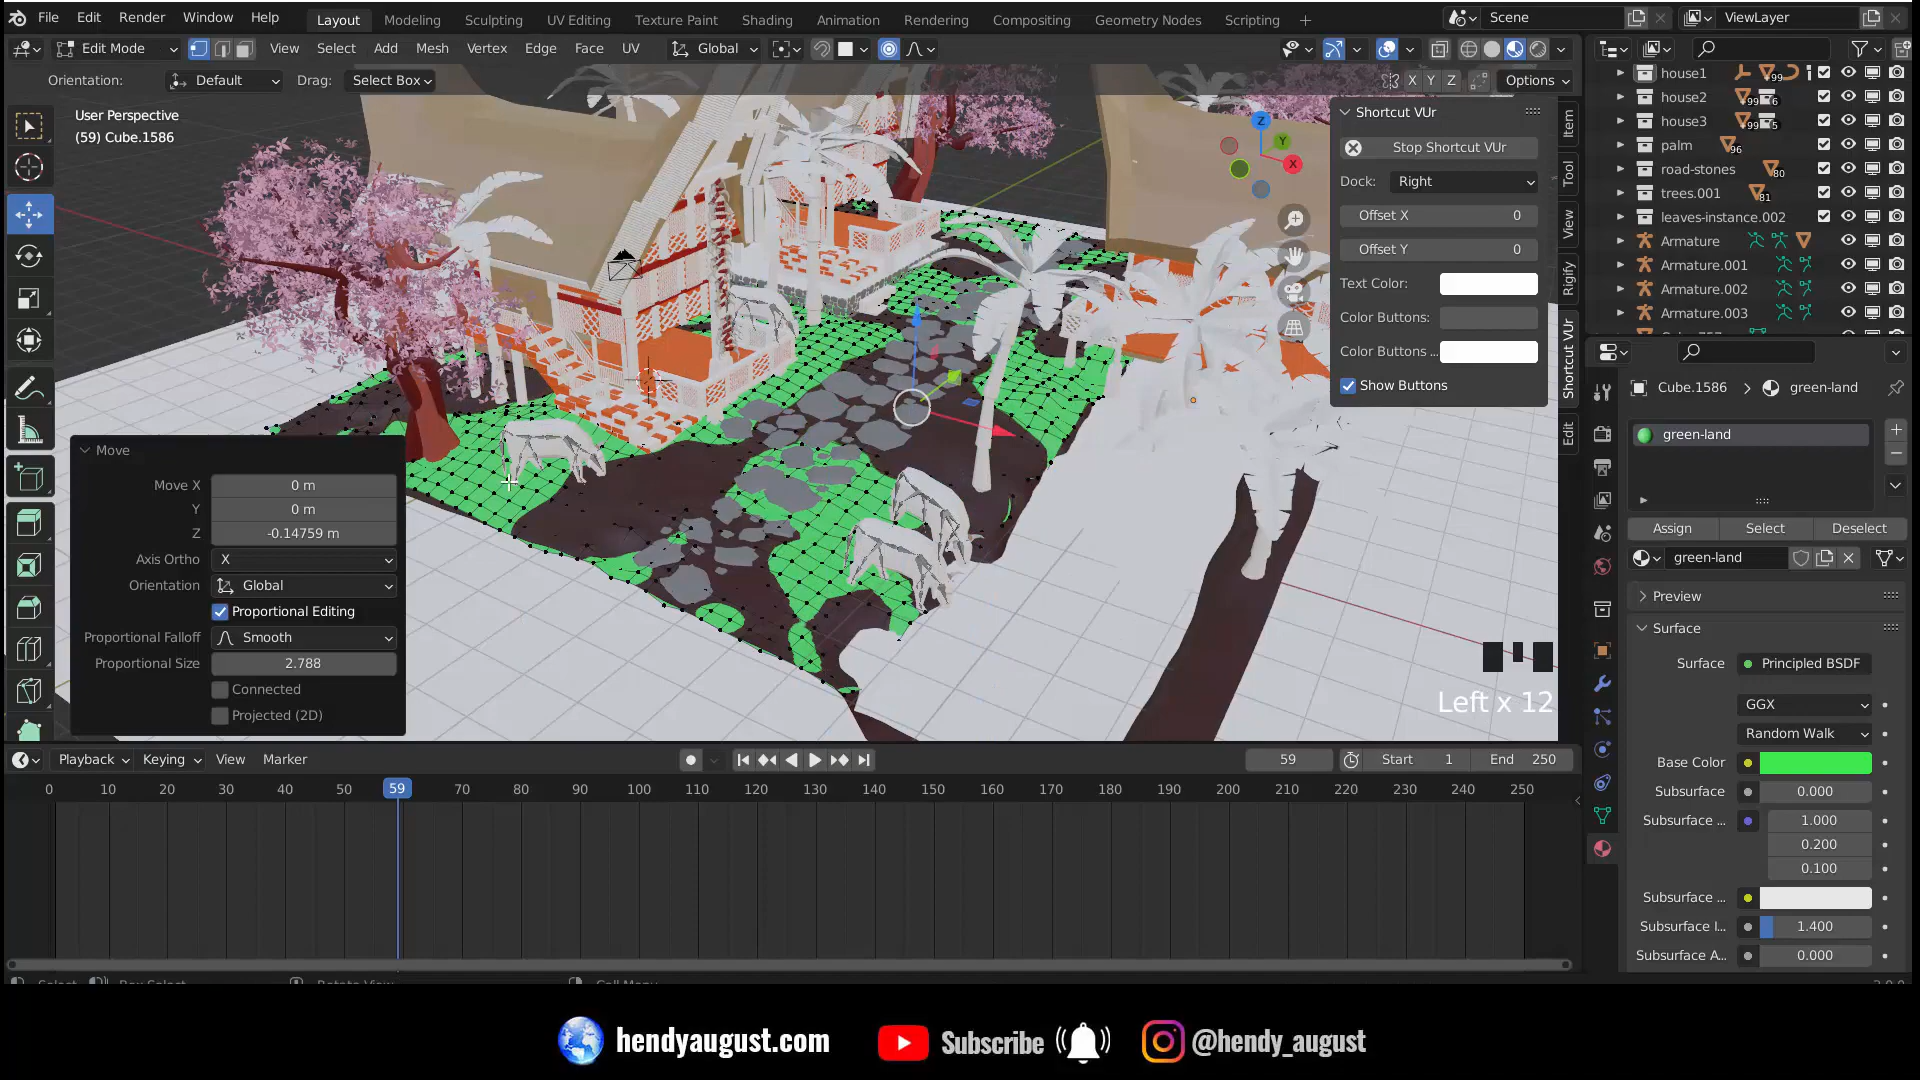 File Edit Render Window Help Layout Modeling Sculpting UV Editing Texture Paint Shading Animation Rendering Compositing Geometry Nodes Scripting + Scene ViewLayer
Edit Mode View Select Add Mesh Vertex Edge Face UV Global
Orientation: Default Drag: Select Box X Y Z Options
User Perspective
(59) Cube.1586
Z
Y
X
Shortcut VUr
Stop Shortcut VUr
Dock: Right
Offset X 0
Offset Y 0
Text Color:
Color Buttons:
Color Buttons ...
Show Buttons
Item
Tool
View
Rigify
Shortcut VUr
Edit
house1 +99
house2 +99 6
house3 +99 5
palm 96
road-stones 80
trees.001 81
leaves-instance.002
Armature
Armature.001
Armature.002
Armature.003
Move
Move X 0 m
Y 0 m
Z -0.14759 m
Axis Ortho X
Orientation Global
Proportional Editing
Proportional Falloff Smooth
Proportional Size 2.788
Connected
Projected (2D)
Left x 12
Cube.1586 > green-land
green-land
Assign Select Deselect
green-land
Preview
Surface
Surface Principled BSDF
GGX
Random Walk
Base Color
Subsurface 0.000
Subsurface ... 1.000
0.200
0.100
Subsurface ...
Subsurface I... 1.400
Subsurface A... 0.000
Playback Keying View Marker 59 Start 1 End 250
0 10 20 30 40 50 59 70 80 90 100 110 120 130 140 150 160 170 180 190 200 210 220 230 240 250
hendyaugust.com Subscribe @hendy_august